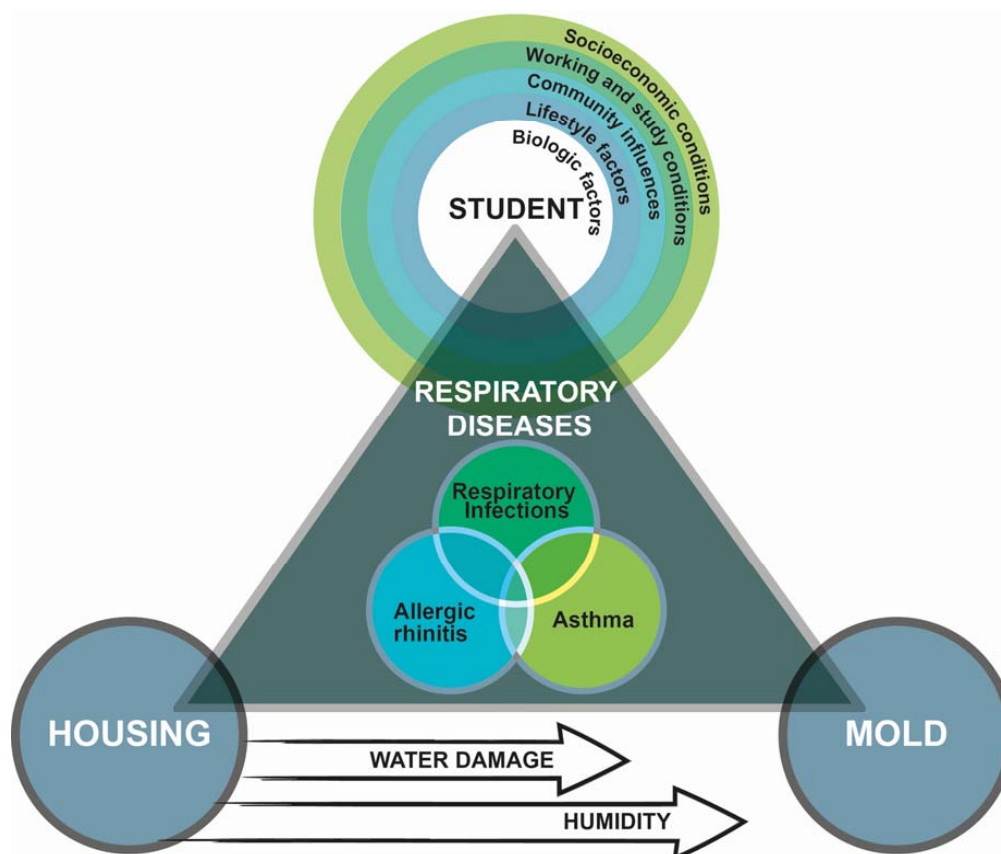 Socioeconomic conditions
Working and study conditions
Community influences
Lifestyle factors
Biologic factors
STUDENT
RESPIRATORY
DISEASES
Respiratory
Infections
Allergic
rhinitis
Asthma
HOUSING
MOLD
WATER DAMAGE
HUMIDITY